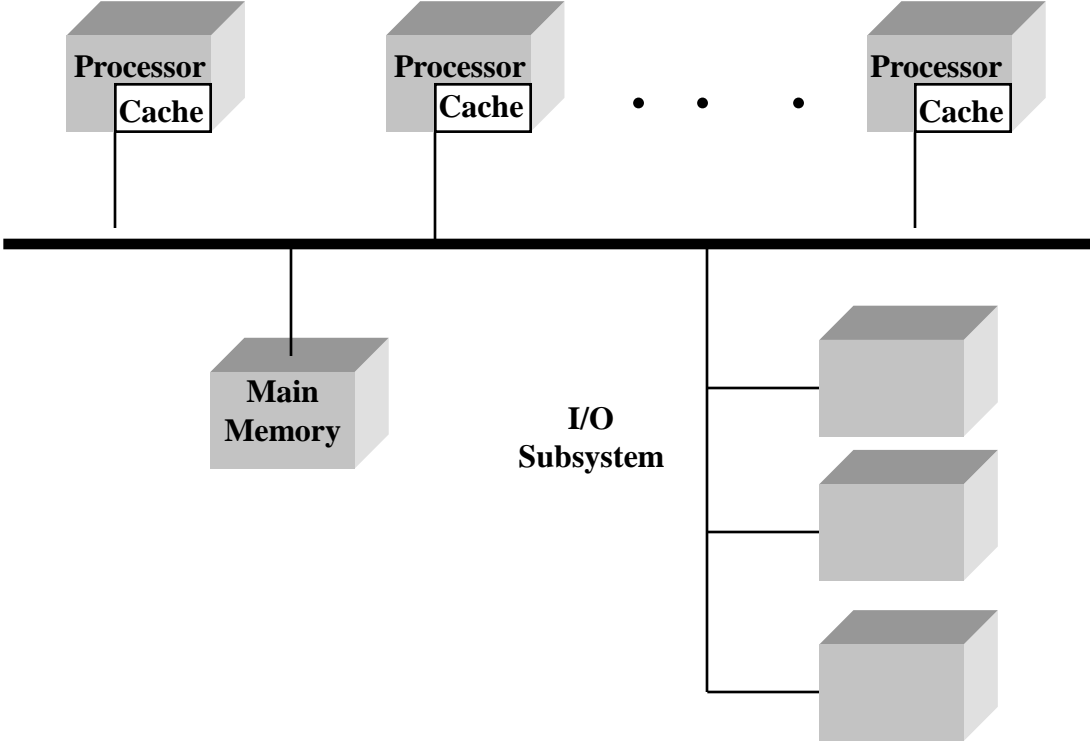 Processor
Cache
Processor
Cache
Processor
Cache
Main
Memory
I/O
Subsystem